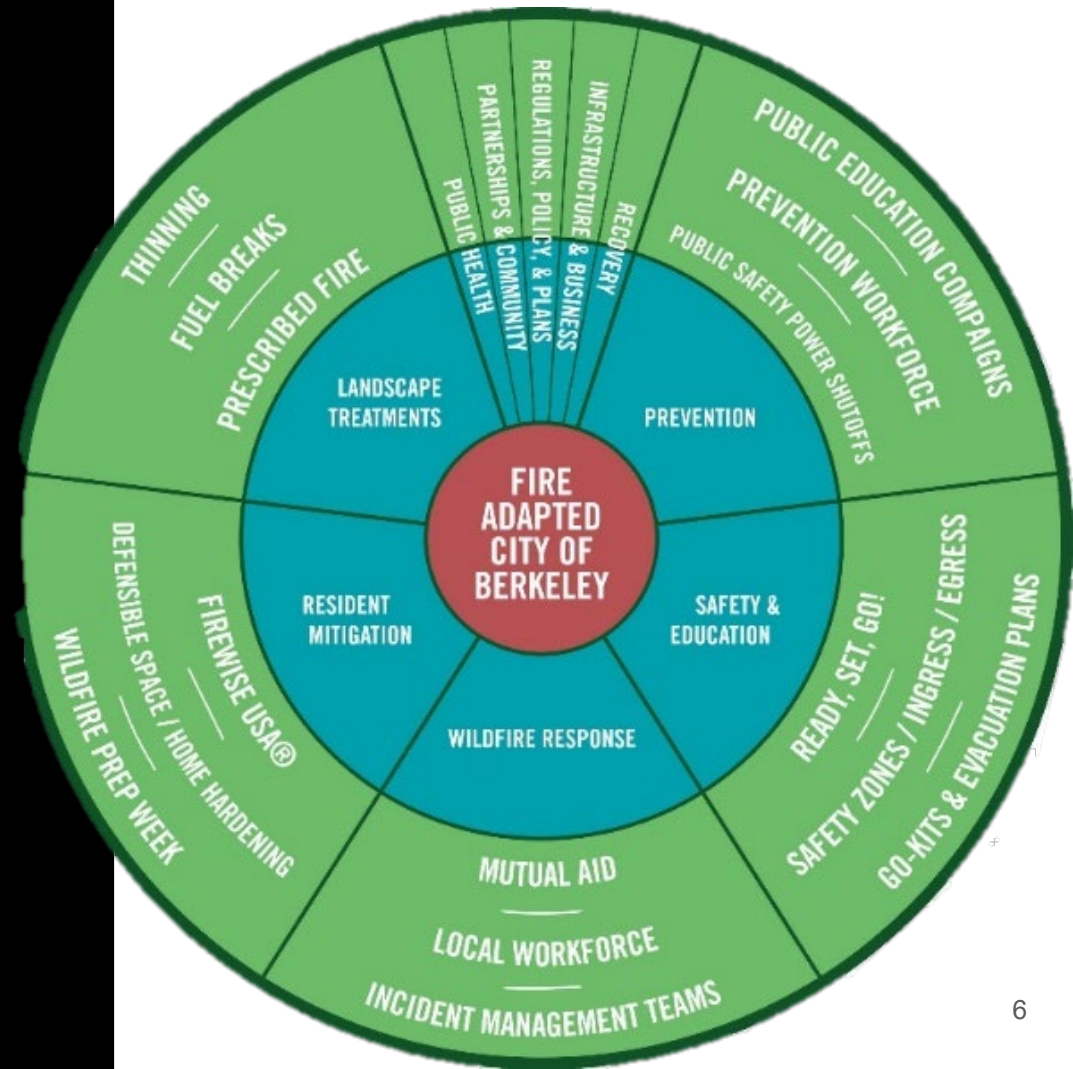 FIRE
ADAPTED
CITY OF
BERKELEY
PUBLIC HEALTH
PARTNERSHIPS & COMMUNITY
REGULATIONS, POLICY, & PLANS
INFRASTRUCTURE & BUSINESS
RECOVERY
PREVENTION
PUBLIC EDUCATION COMPAIGNS
PREVENTION WORKFORCE
PUBLIC SAFETY POWER SHUTOFFS
SAFETY &
EDUCATION
READY, SET, GO!
SAFETY ZONES / INGRESS / EGRESS
GO-KITS & EVACUATION PLANS
WILDFIRE RESPONSE
MUTUAL AID
LOCAL WORKFORCE
INCIDENT MANAGEMENT TEAMS
RESIDENT
MITIGATION
FIREWISE USA®
DEFENSIBLE SPACE / HOME HARDENING
WILDFIRE PREP WEEK
LANDSCAPE
TREATMENTS
THINNING
FUEL BREAKS
PRESCRIBED FIRE
6